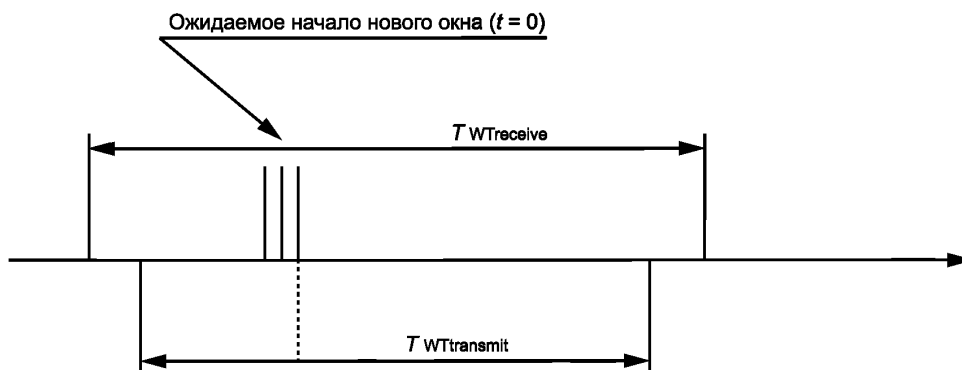 Ожидаемое начало нового окна (t = 0)
T WTreceive
T WTtransmit